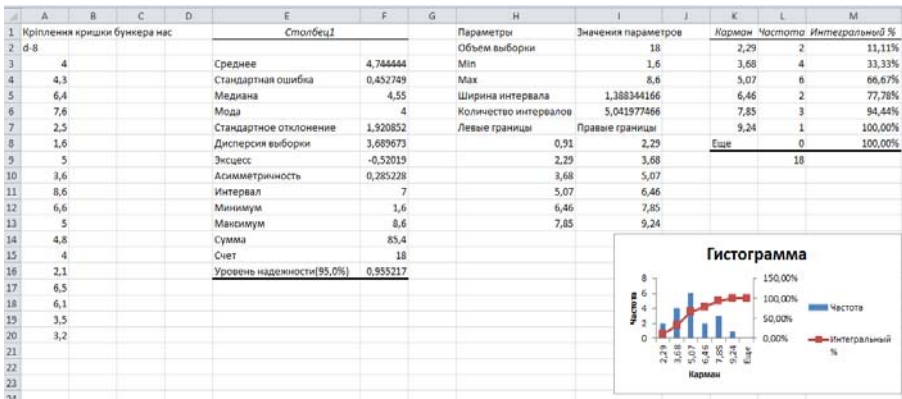 A B C D E F G H I J K L M
1 Кріплення кришки бункера нас Столбец1 Параметры Значения параметров Карман Частота Интегральный %
2 d-8 Объем выборки 18 2,29 2 11,11%
3 4 Среднее 4,744444 Min 1,6 3,68 4 33,33%
4 4,3 Стандартная ошибка 0,452749 Max 8,6 5,07 6 66,67%
5 6,4 Медиана 4,55 Ширина интервала 1,388344166 6,46 2 77,78%
6 7,6 Мода 4 Количество интервалов 5,041977466 7,85 3 94,44%
7 2,5 Стандартное отклонение 1,920852 Левые границы Правые границы 9,24 1 100,00%
8 1,6 Дисперсия выборки 3,689673 0,91 2,29 Еще 0 100,00%
9 5 Эксцесс -0,52019 2,29 3,68 18
10 3,6 Асимметричность 0,285228 3,68 5,07
11 8,6 Интервал 7 5,07 6,46
12 6,6 Минимум 1,6 6,46 7,85
13 5 Максимум 8,6 7,85 9,24
14 4,8 Сумма 85,4
15 4 Счет 18
16 2,1 Уровень надежности(95,0%) 0,955217
17 6,5
18 6,1
19 3,5
20 3,2
21
22
23
24
Гистограмма
Частота
8
6
4
2
0
150,00%
100,00%
50,00%
0,00%
2,29 3,68 5,07 6,46 7,85 9,24 Еще
Карман
Частота
Интегральный
%